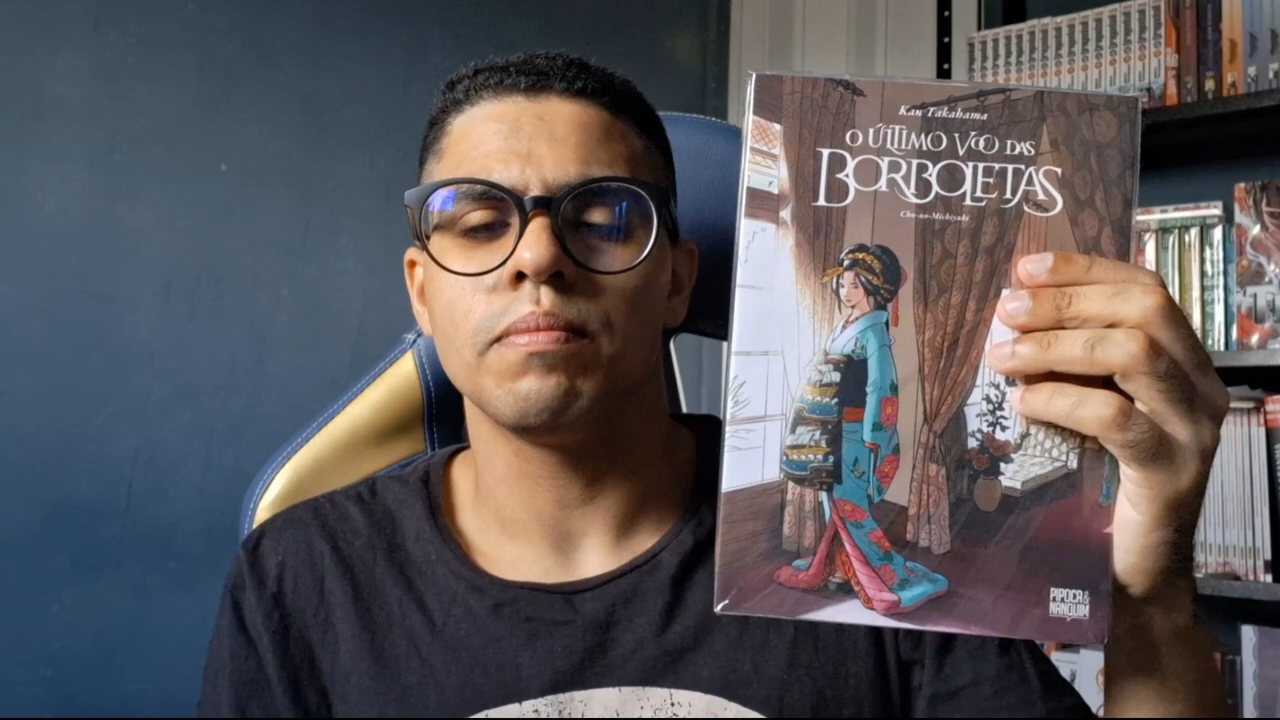 Kan Takahama
O ÚLTIMO VOO DAS
BORBOLETAS
Cho-no-Michiyuki
PIPOCA &
NANQUIM